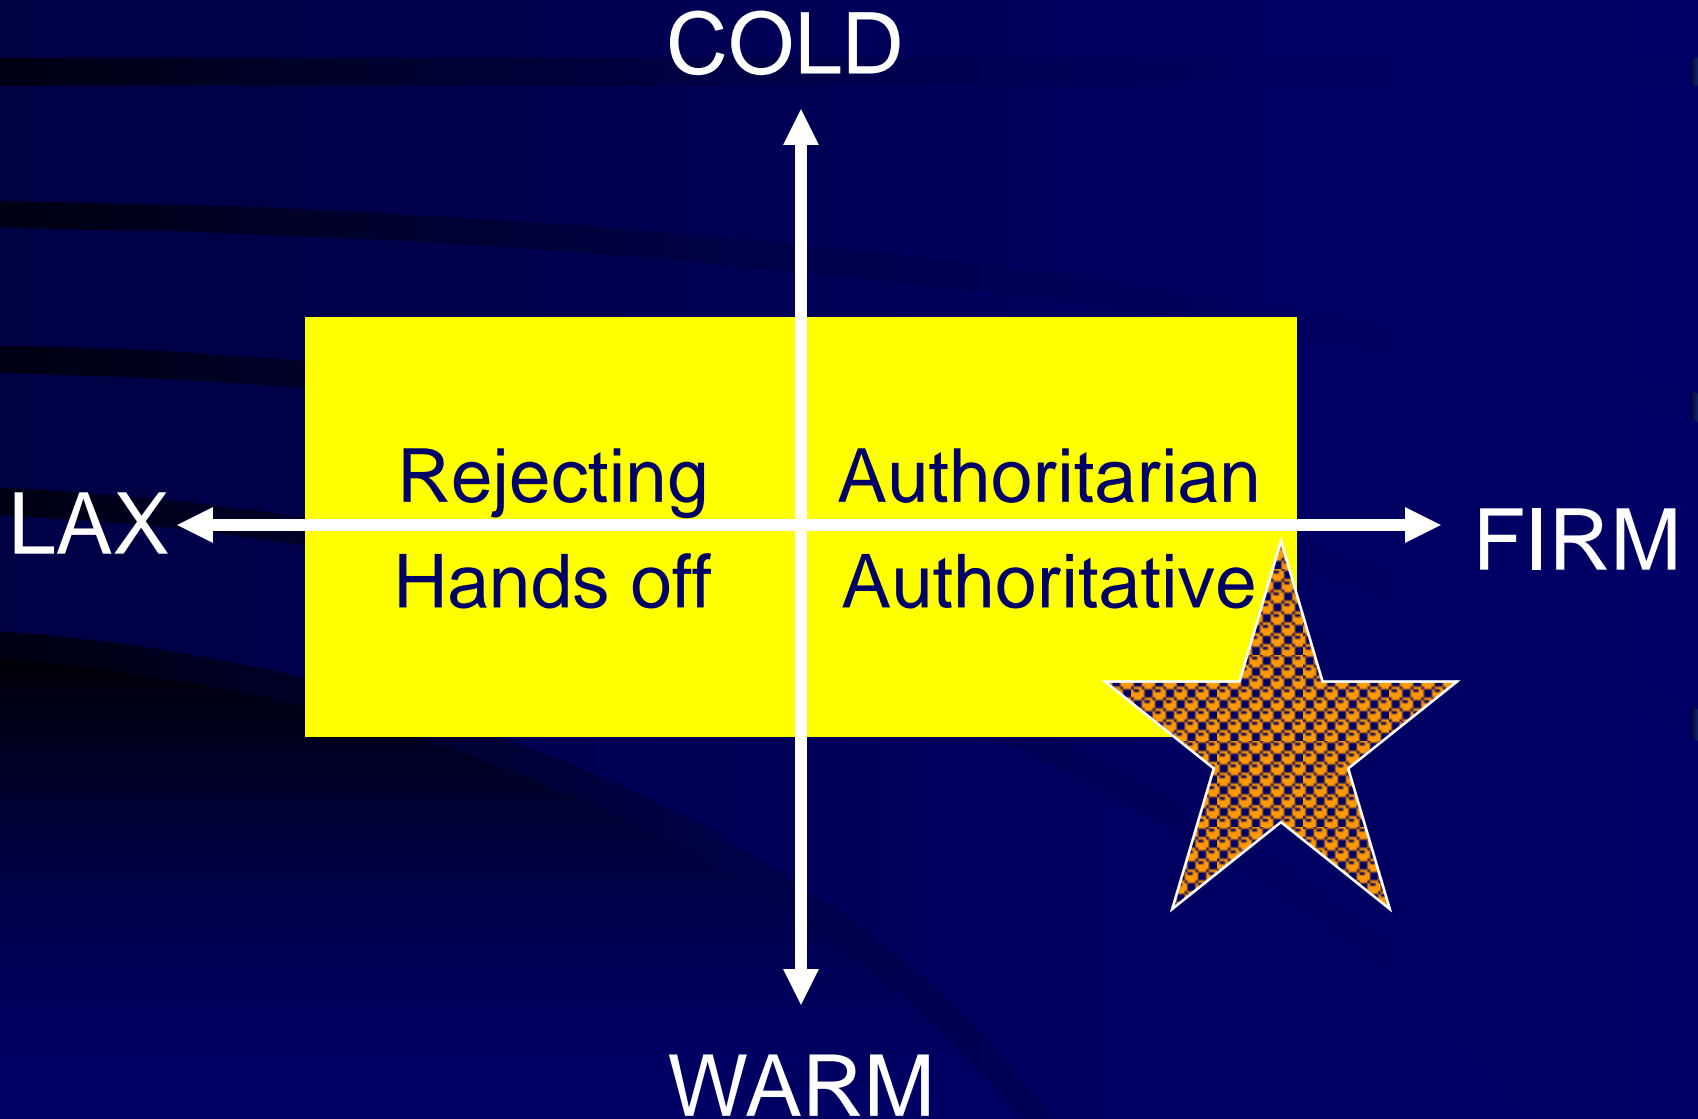 COLD
Rejecting
Authoritarian
LAX
FIRM
Hands off
Authoritative
WARM